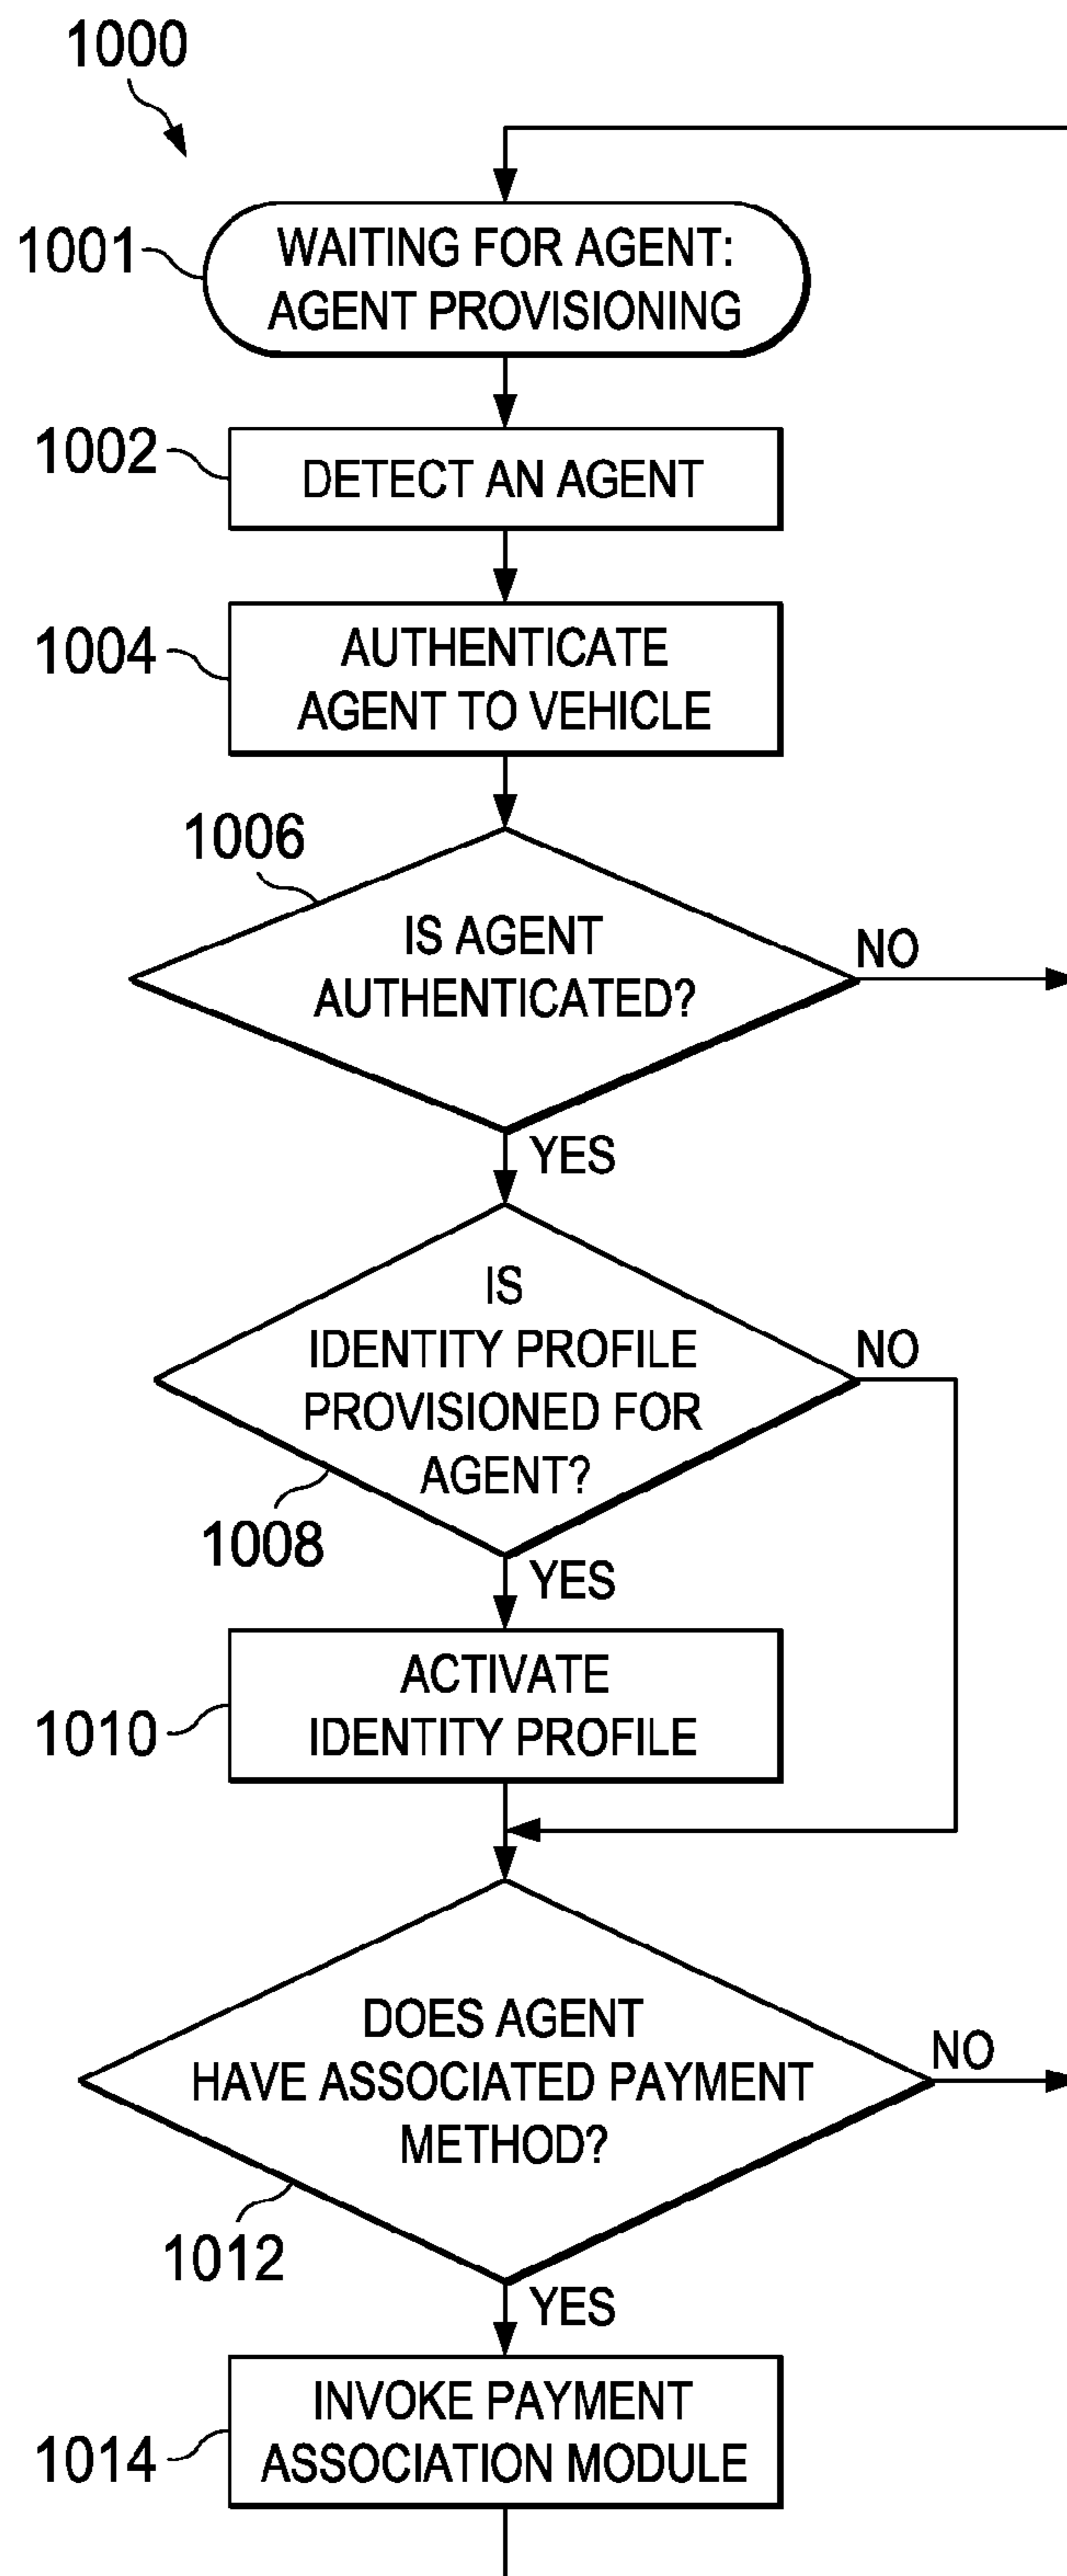 1000
1001
WAITING FOR AGENT:
AGENT PROVISIONING
1002
DETECT AN AGENT
1004
AUTHENTICATE
AGENT TO VEHICLE
1006
IS AGENT
AUTHENTICATED?
NO
YES
IS
IDENTITY PROFILE
PROVISIONED FOR
AGENT?
NO
1008
YES
ACTIVATE
IDENTITY PROFILE
1010
DOES AGENT
HAVE ASSOCIATED PAYMENT
METHOD?
NO
1012
YES
INVOKE PAYMENT
ASSOCIATION MODULE
1014